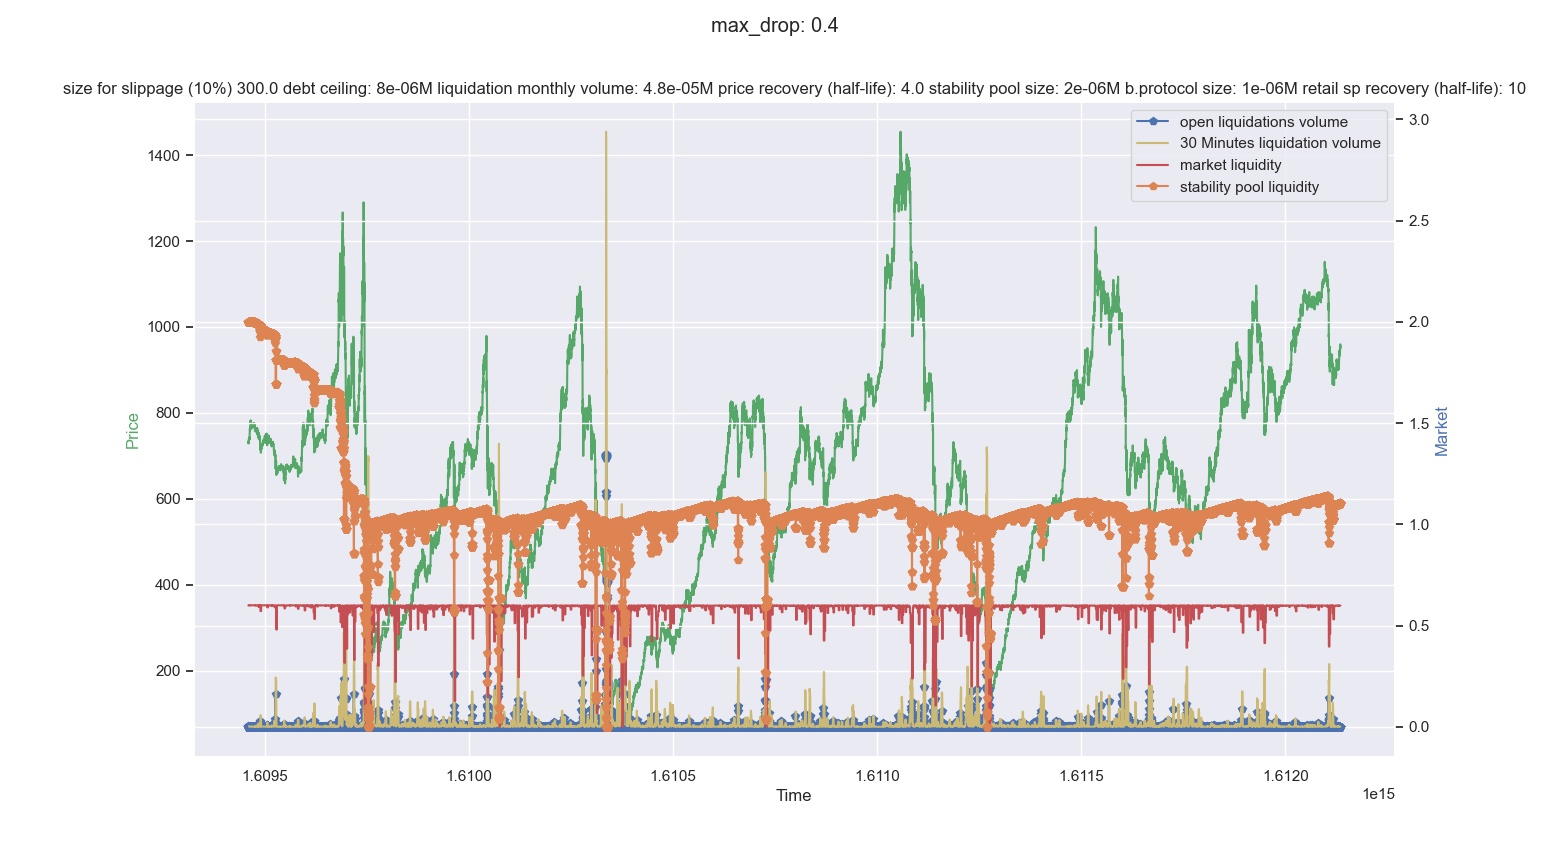 max_drop: 0.4
size for slippage (10%) 300.0 debt ceiling: 8e-06M liquidation monthly volume: 4.8e-05M price recovery (half-life): 4.0 stability pool size: 2e-06M b.protocol size: 1e-06M retail sp recovery (half-life): 10
open liquidations volume
30 Minutes liquidation volume
market liquidity
stability pool liquidity
1400
1200
1000
800
600
400
200
Price
3.0
2.5
2.0
1.5
1.0
0.5
0.0
Market
1.6095 1.6100 1.6105 1.6110 1.6115 1.6120
Time
1e15